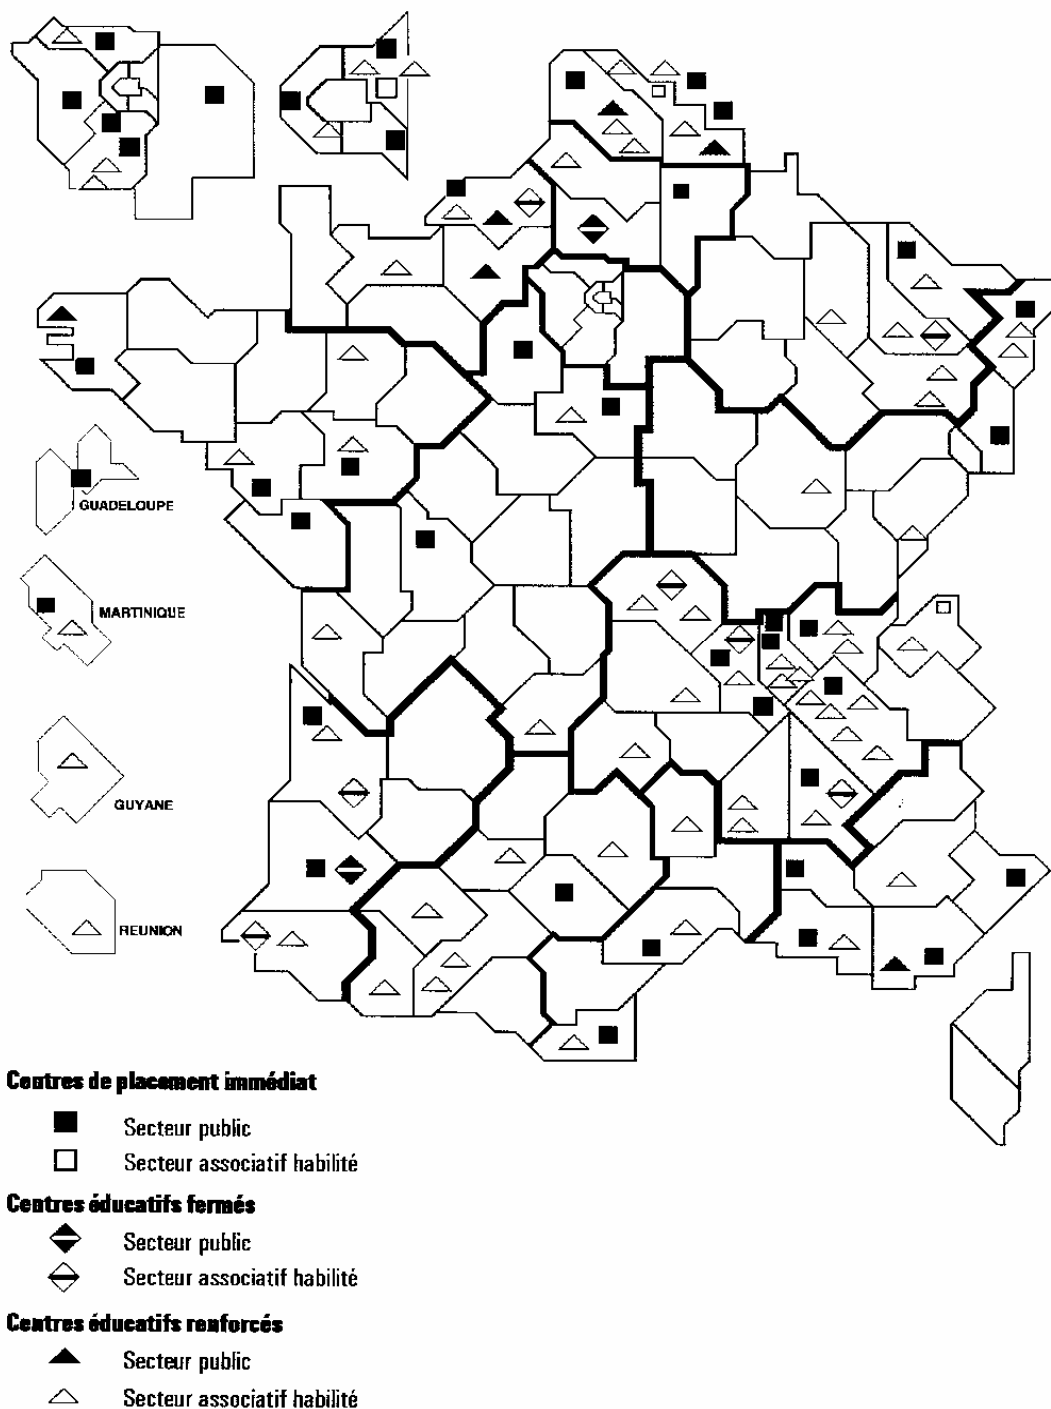 GUADELOUPE
MARTINIQUE
GUYANE
REUNION
Centres de placement immédiat
Secteur public
Secteur associatif habilité
Centres éducatifs fermés
Secteur public
Secteur associatif habilité
Centres éducatifs renforcés
Secteur public
Secteur associatif habilité